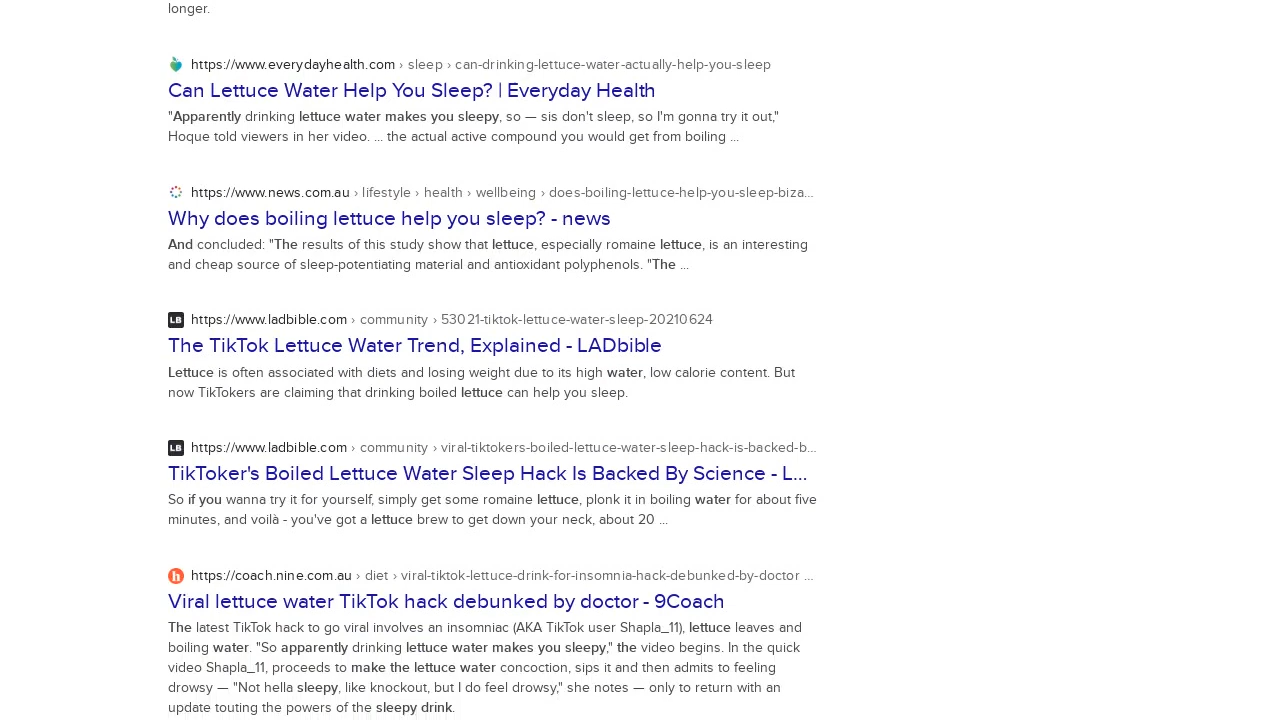 longer.
https://www.everydayhealth.com › sleep › can-drinking-lettuce-water-actually-help-you-sleep
Can Lettuce Water Help You Sleep? | Everyday Health
"Apparently drinking lettuce water makes you sleepy, so — sis don't sleep, so I'm gonna try it out,"
Hoque told viewers in her video. ... the actual active compound you would get from boiling ...
https://www.news.com.au › lifestyle › health › wellbeing › does-boiling-lettuce-help-you-sleep-biza...
Why does boiling lettuce help you sleep? - news
And concluded: "The results of this study show that lettuce, especially romaine lettuce, is an interesting
and cheap source of sleep-potentiating material and antioxidant polyphenols. "The ...
LB https://www.ladbible.com › community › 53021-tiktok-lettuce-water-sleep-20210624
The TikTok Lettuce Water Trend, Explained - LADbible
Lettuce is often associated with diets and losing weight due to its high water, low calorie content. But
now TikTokers are claiming that drinking boiled lettuce can help you sleep.
LB https://www.ladbible.com › community › viral-tiktokers-boiled-lettuce-water-sleep-hack-is-backed-b...
TikToker's Boiled Lettuce Water Sleep Hack Is Backed By Science - L...
So if you wanna try it for yourself, simply get some romaine lettuce, plonk it in boiling water for about five
minutes, and voilà - you've got a lettuce brew to get down your neck, about 20 ...
h https://coach.nine.com.au › diet › viral-tiktok-lettuce-drink-for-insomnia-hack-debunked-by-doctor ...
Viral lettuce water TikTok hack debunked by doctor - 9Coach
The latest TikTok hack to go viral involves an insomniac (AKA TikTok user Shapla_11), lettuce leaves and
boiling water. "So apparently drinking lettuce water makes you sleepy," the video begins. In the quick
video Shapla_11, proceeds to make the lettuce water concoction, sips it and then admits to feeling
drowsy — "Not hella sleepy, like knockout, but I do feel drowsy," she notes — only to return with an
update touting the powers of the sleepy drink.